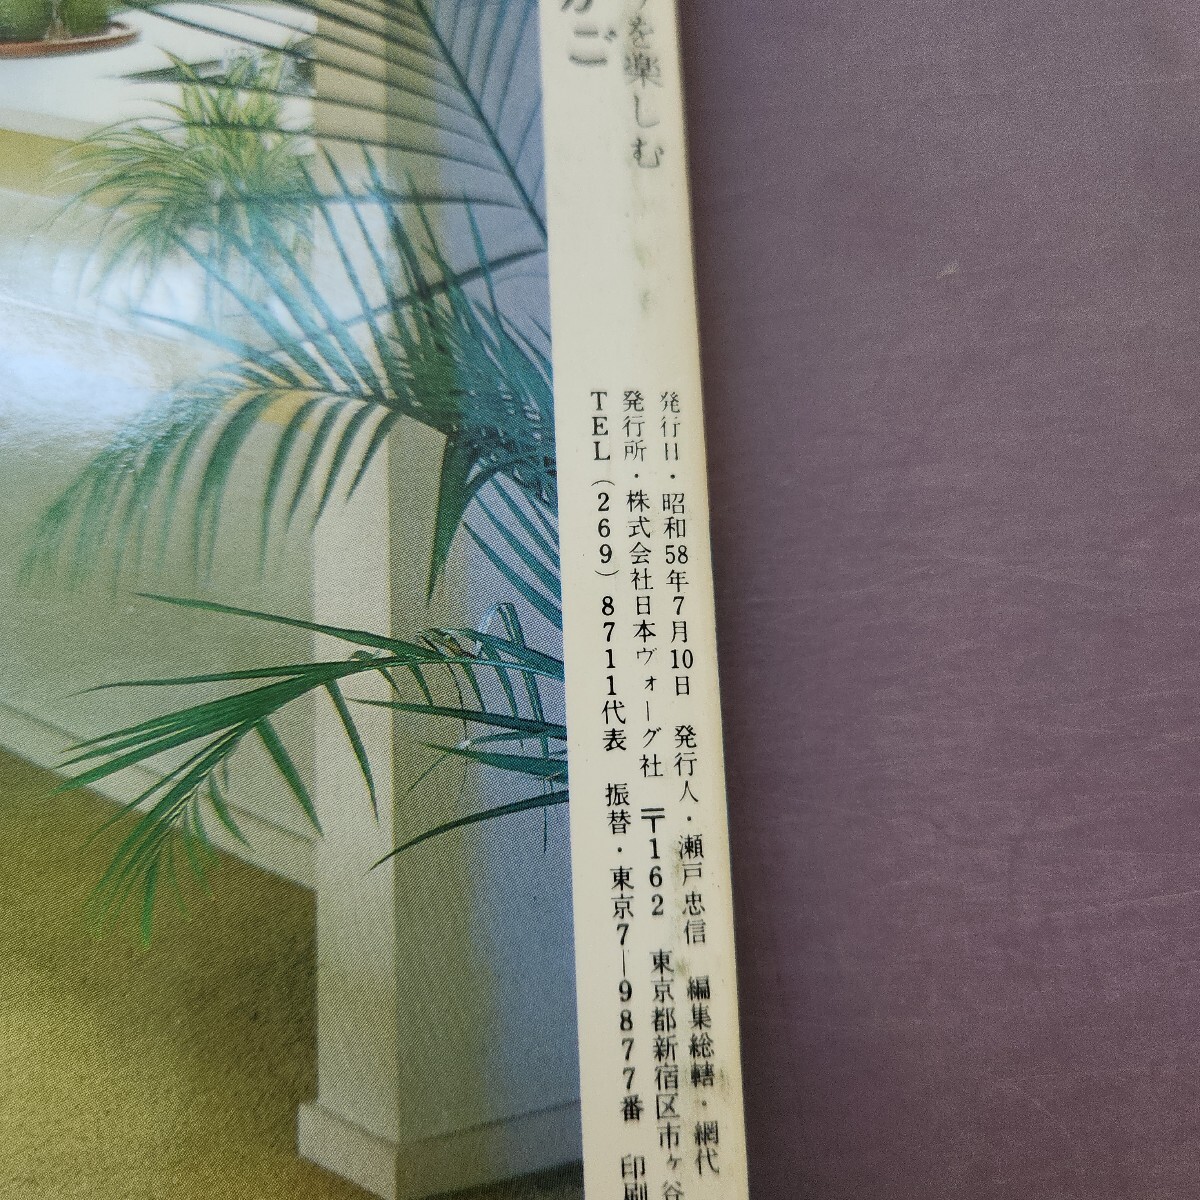 を楽しむ
ご
発行日・昭和58年7月10日　発行人・瀬戸忠信　編集総轄・網代
発行所・株式会社日本ヴォーグ社　〒162　東京都新宿区市ヶ谷
TEL（269）8711代表　振替・東京7―9877番　印刷